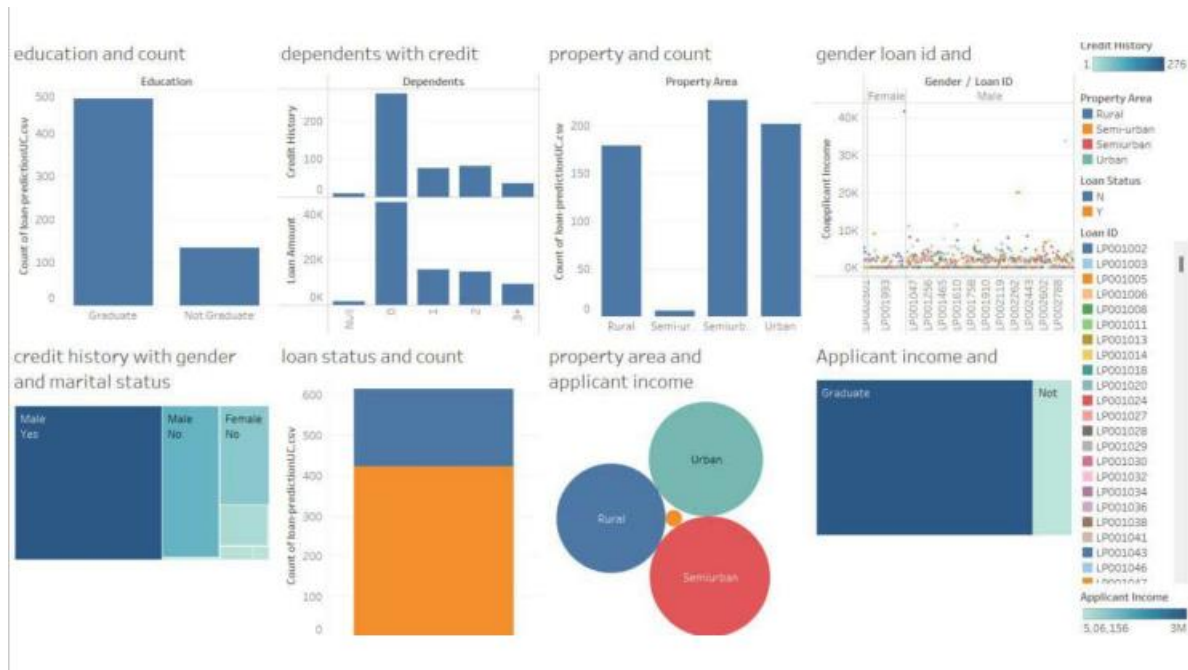 education and count
Education
Count of loan-predictionUC.csv
500
400
300
200
100
0
Graduate
Not Graduate
dependents with credit
Dependents
Credit History
200
100
0
Loan Amount
40K
20K
0K
Null
0
1
2
3+
property and count
Property Area
Count of loan-predictionUC.csv
200
150
100
50
0
Rural
Semi-ur..
Semiurb..
Urban
gender loan id and
Gender / Loan ID
Female
Male
Coapplicant Income
40K
30K
20K
10K
0K
LP001993
LP001047
LP001256
LP001465
LP001610
LP001758
LP001910
LP002119
LP002262
LP002443
LP002602
LP002788
Credit History
1
276
Property Area
Rural
Semi-urban
Semiurban
Urban
Loan Status
N
Y
Loan ID
LP001002
LP001003
LP001005
LP001006
LP001008
LP001011
LP001013
LP001014
LP001018
LP001020
LP001024
LP001027
LP001028
LP001029
LP001030
LP001032
LP001034
LP001036
LP001038
LP001041
LP001043
LP001046
LP001047
Applicant Income
5,06,156
3M
credit history with gender
and marital status
Male
Yes
Male
No
Female
No
loan status and count
Count of loan-predictionUC.csv
600
500
400
300
200
100
0
property area and
applicant income
Urban
Rural
Semiurban
Applicant income and
Graduate
Not